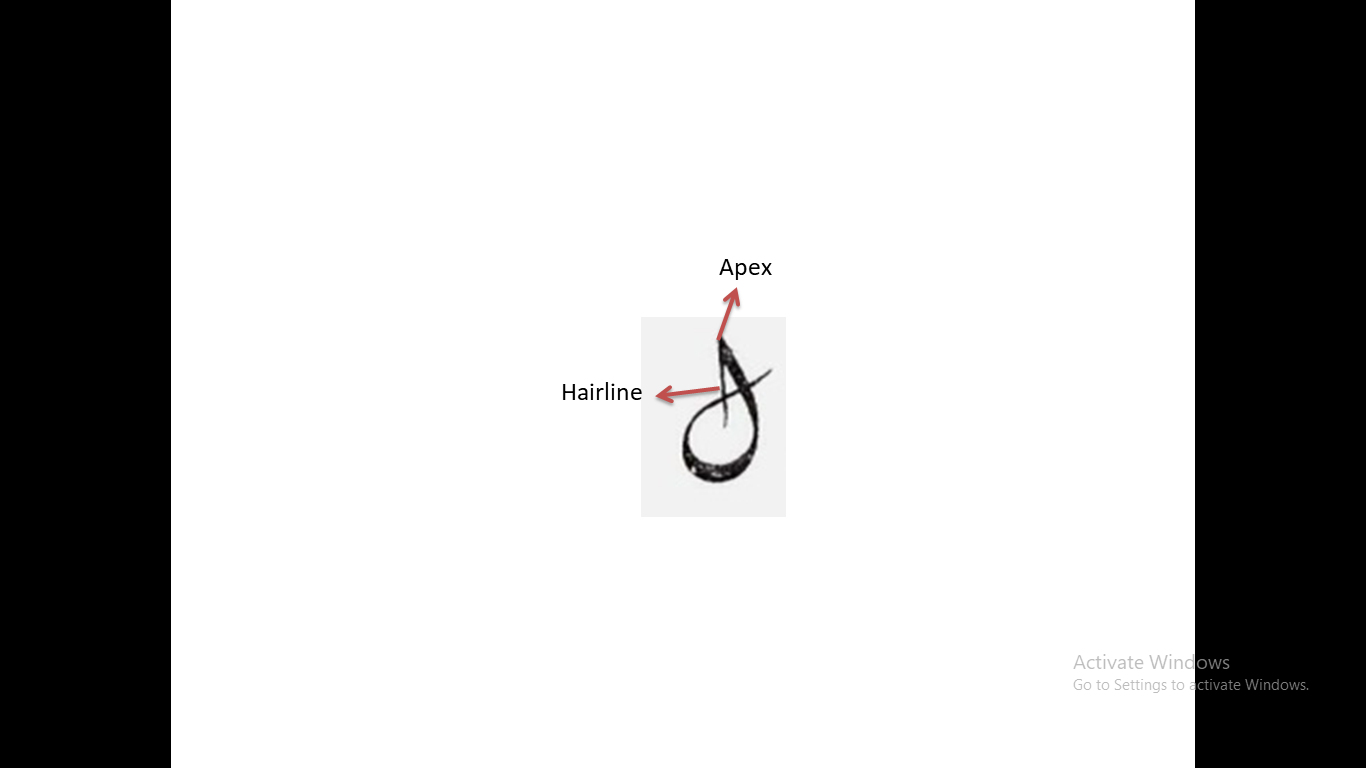 Apex
Hairline
Activate Windows
Go to Settings to activate Windows.